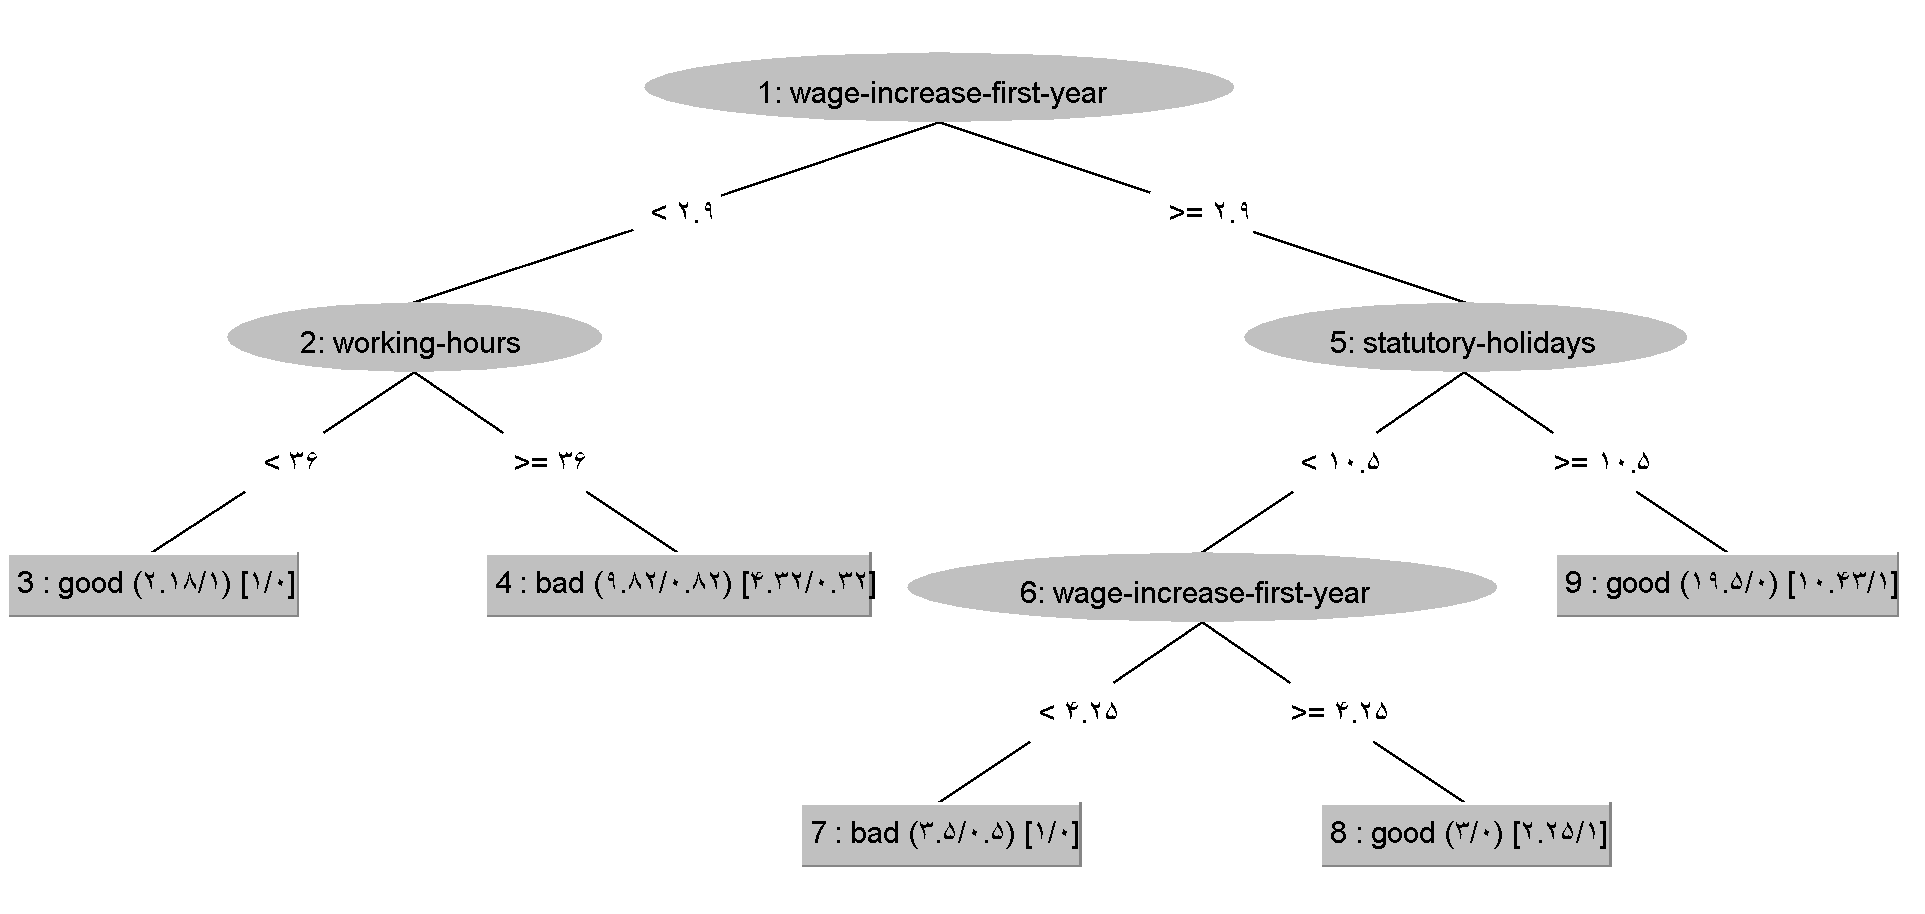 1: wage-increase-first-year
< ۲.۹
>= ۲.۹
2: working-hours
5: statutory-holidays
< ۳۶
>= ۳۶
< ۱۰.۵
>= ۱۰.۵
3 : good (۲.۱۸/۱) [۱/۰]
4 : bad (۹.۸۲/۰.۸۲) [۴.۳۲/۰.۳۲]
6: wage-increase-first-year
9 : good (۱۹.۵/۰) [۱۰.۴۳/۱]
< ۴.۲۵
>= ۴.۲۵
7 : bad (۳.۵/۰.۵) [۱/۰]
8 : good (۳/۰) [۲.۲۵/۱]